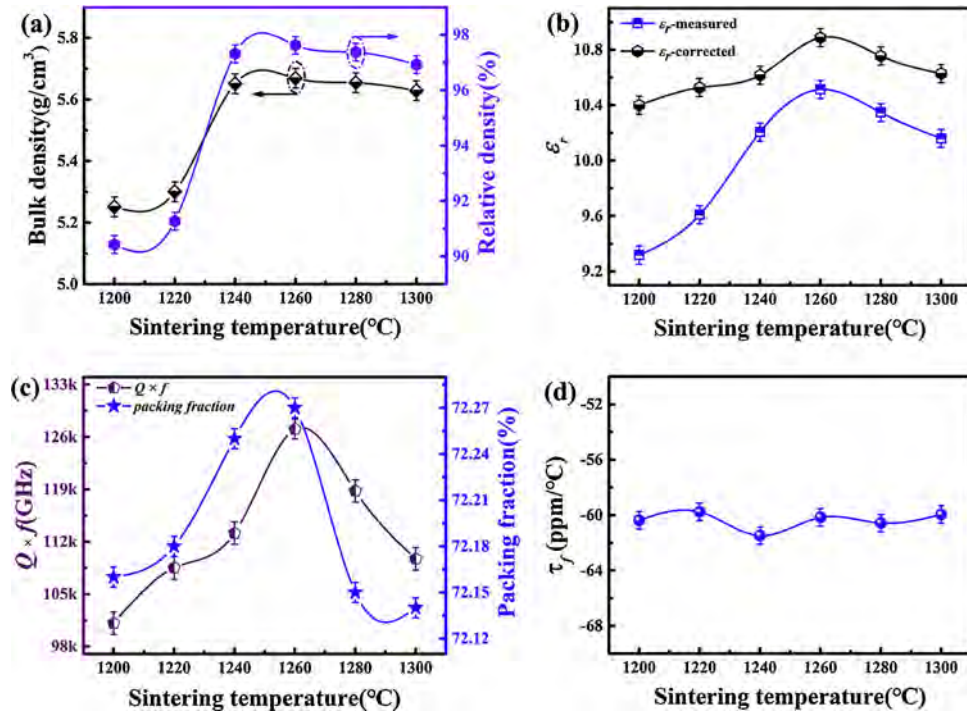 (a)
5.8
5.6
5.4
5.2
5.0
Bulk density(g/cm³)
98
96
94
92
90
Relative density(%)
1200 1220 1240 1260 1280 1300
Sintering temperature(°C)
(b)
εr-measured
εr-corrected
10.8
10.4
10.0
9.6
9.2
εr
1200 1220 1240 1260 1280 1300
Sintering temperature(°C)
(c)
Q × f
packing fraction
133k
126k
119k
112k
105k
98k
Q × f(GHz)
72.27
72.24
72.21
72.18
72.15
72.12
Packing fraction(%)
1200 1220 1240 1260 1280 1300
Sintering temperature(°C)
(d)
-52
-56
-60
-64
-68
τf (ppm/°C)
1200 1220 1240 1260 1280 1300
Sintering temperature(°C)